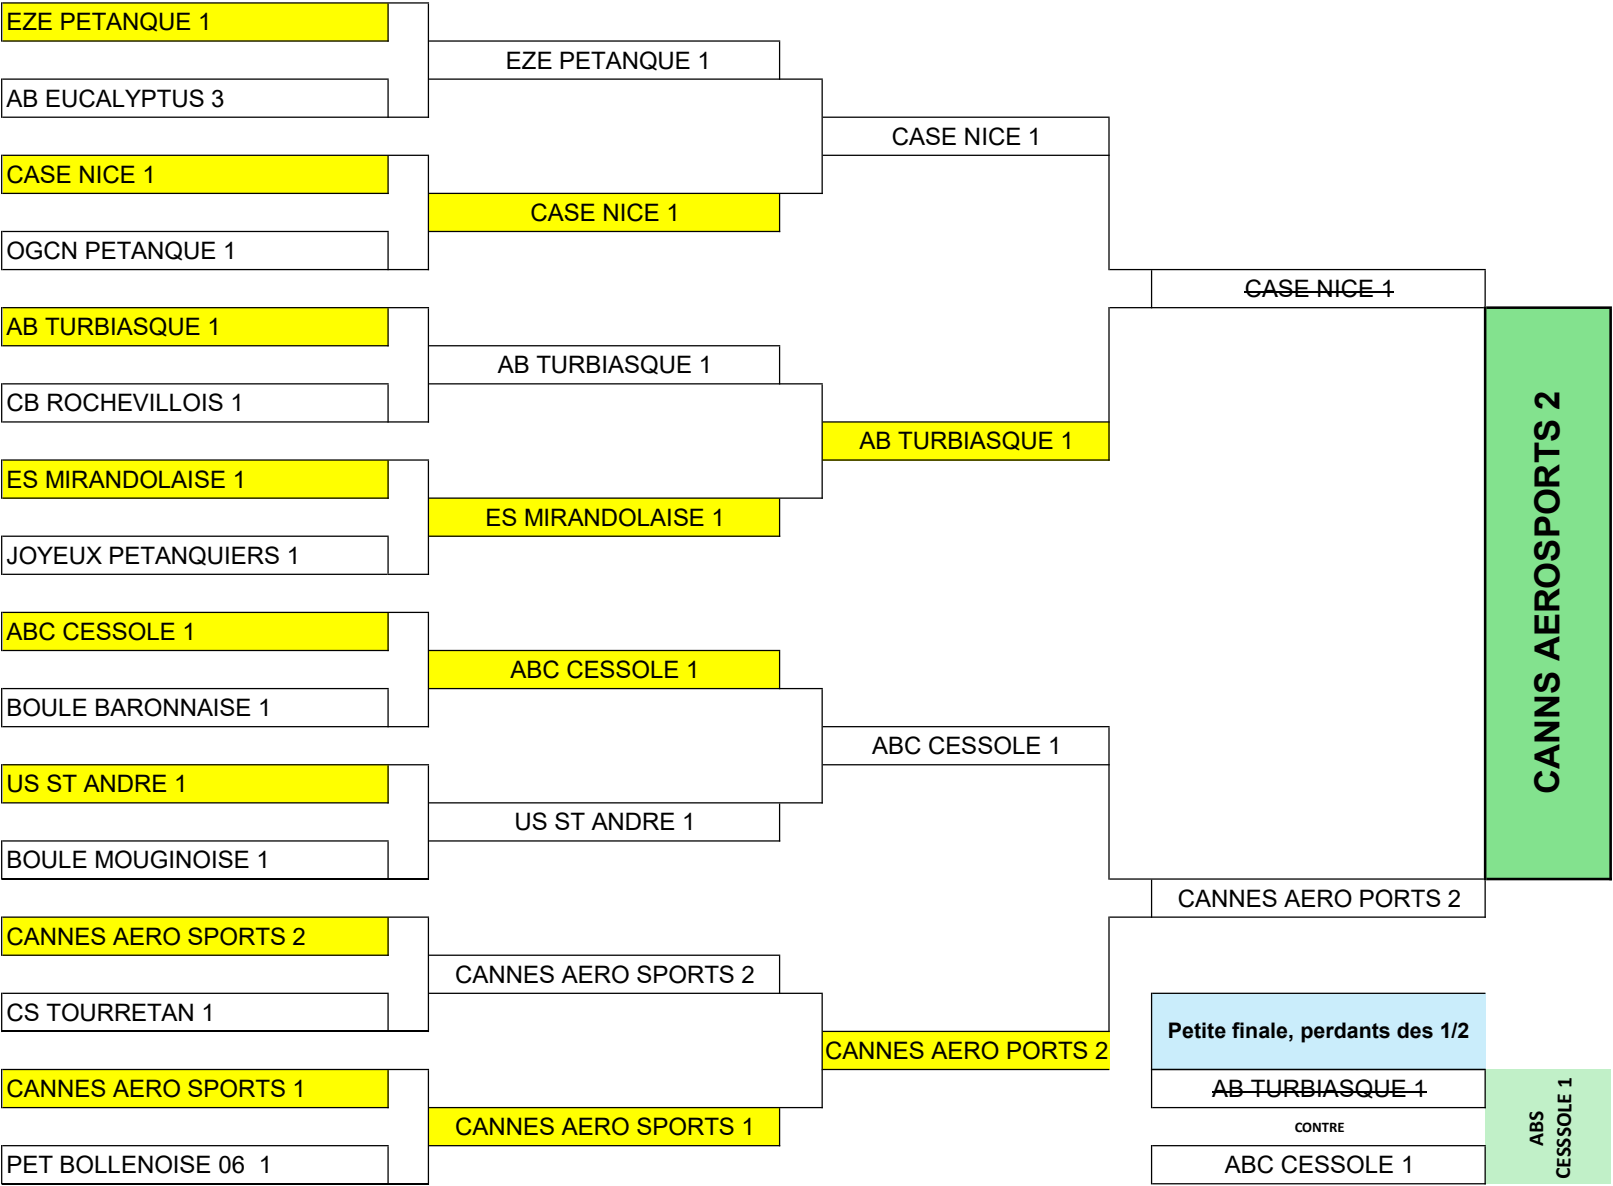 EZE PETANQUE 1
AB EUCALYPTUS 3
CASE NICE 1
OGCN PETANQUE 1
AB TURBIASQUE 1
CB ROCHEVILLOIS 1
ES MIRANDOLAISE 1
JOYEUX PETANQUIERS 1
ABC CESSOLE 1
BOULE BARONNAISE 1
US ST ANDRE 1
BOULE MOUGINOISE 1
CANNES AERO SPORTS 2
CS TOURRETAN 1
CANNES AERO SPORTS 1
PET BOLLENOISE 06 1
EZE PETANQUE 1
CASE NICE 1
AB TURBIASQUE 1
ES MIRANDOLAISE 1
ABC CESSOLE 1
US ST ANDRE 1
CANNES AERO SPORTS 2
CANNES AERO SPORTS 1
CASE NICE 1
AB TURBIASQUE 1
ABC CESSOLE 1
CANNES AERO PORTS 2
CASE NICE 1
CANNES AERO PORTS 2
CANNS AEROSPORTS 2
Petite finale, perdants des 1/2
AB TURBIASQUE 1
CONTRE
ABC CESSOLE 1
ABS
CESSSOLE 1